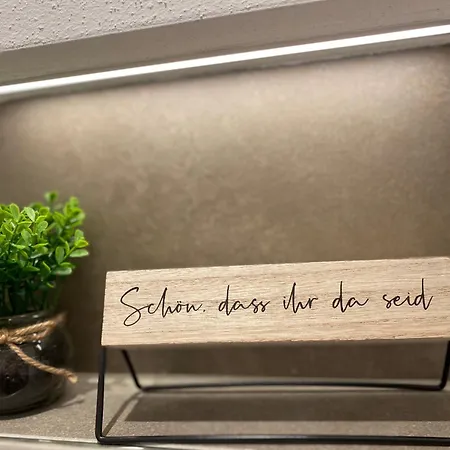 Schön, dass ihr da seid